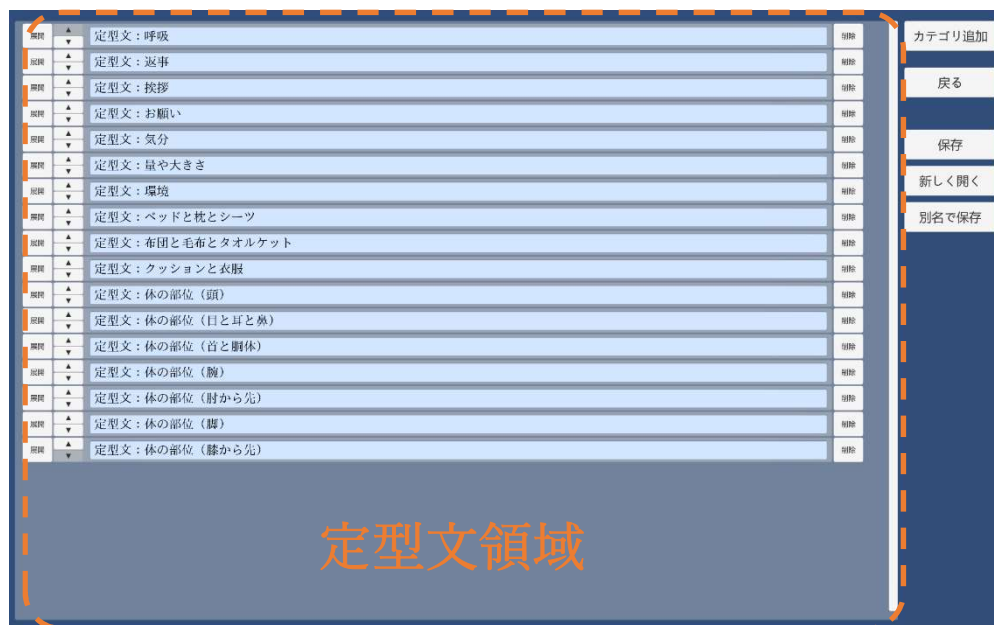 展開 ▲ ▼ 定型文：呼吸 削除
展開 ▲ ▼ 定型文：返事 削除
展開 ▲ ▼ 定型文：挨拶 削除
展開 ▲ ▼ 定型文：お願い 削除
展開 ▲ ▼ 定型文：気分 削除
展開 ▲ ▼ 定型文：量や大きさ 削除
展開 ▲ ▼ 定型文：環境 削除
展開 ▲ ▼ 定型文：ベッドと枕とシーツ 削除
展開 ▲ ▼ 定型文：布団と毛布とタオルケット 削除
展開 ▲ ▼ 定型文：クッションと衣服 削除
展開 ▲ ▼ 定型文：体の部位（頭） 削除
展開 ▲ ▼ 定型文：体の部位（目と耳と鼻） 削除
展開 ▲ ▼ 定型文：体の部位（首と胴体） 削除
展開 ▲ ▼ 定型文：体の部位（腕） 削除
展開 ▲ ▼ 定型文：体の部位（肘から先） 削除
展開 ▲ ▼ 定型文：体の部位（脚） 削除
展開 ▲ ▼ 定型文：体の部位（膝から先） 削除
定型文領域
カテゴリ追加
戻る
保存
新しく開く
別名で保存